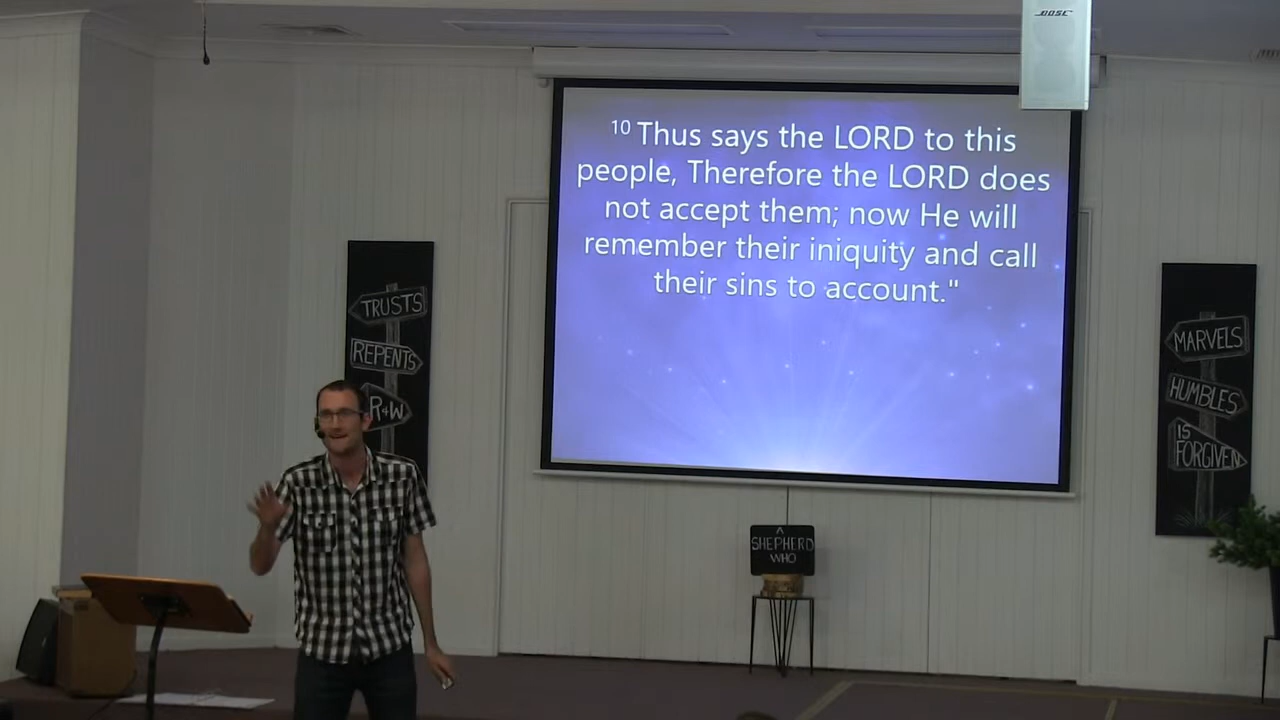 BOSE
10 Thus says the LORD to this
people, Therefore the LORD does
not accept them; now He will
remember their iniquity and call
their sins to account."
TRUSTS
REPENTS
R+W
MARVELS
HUMBLES
IS
FORGIVEN
A
SHEPHERD
WHO